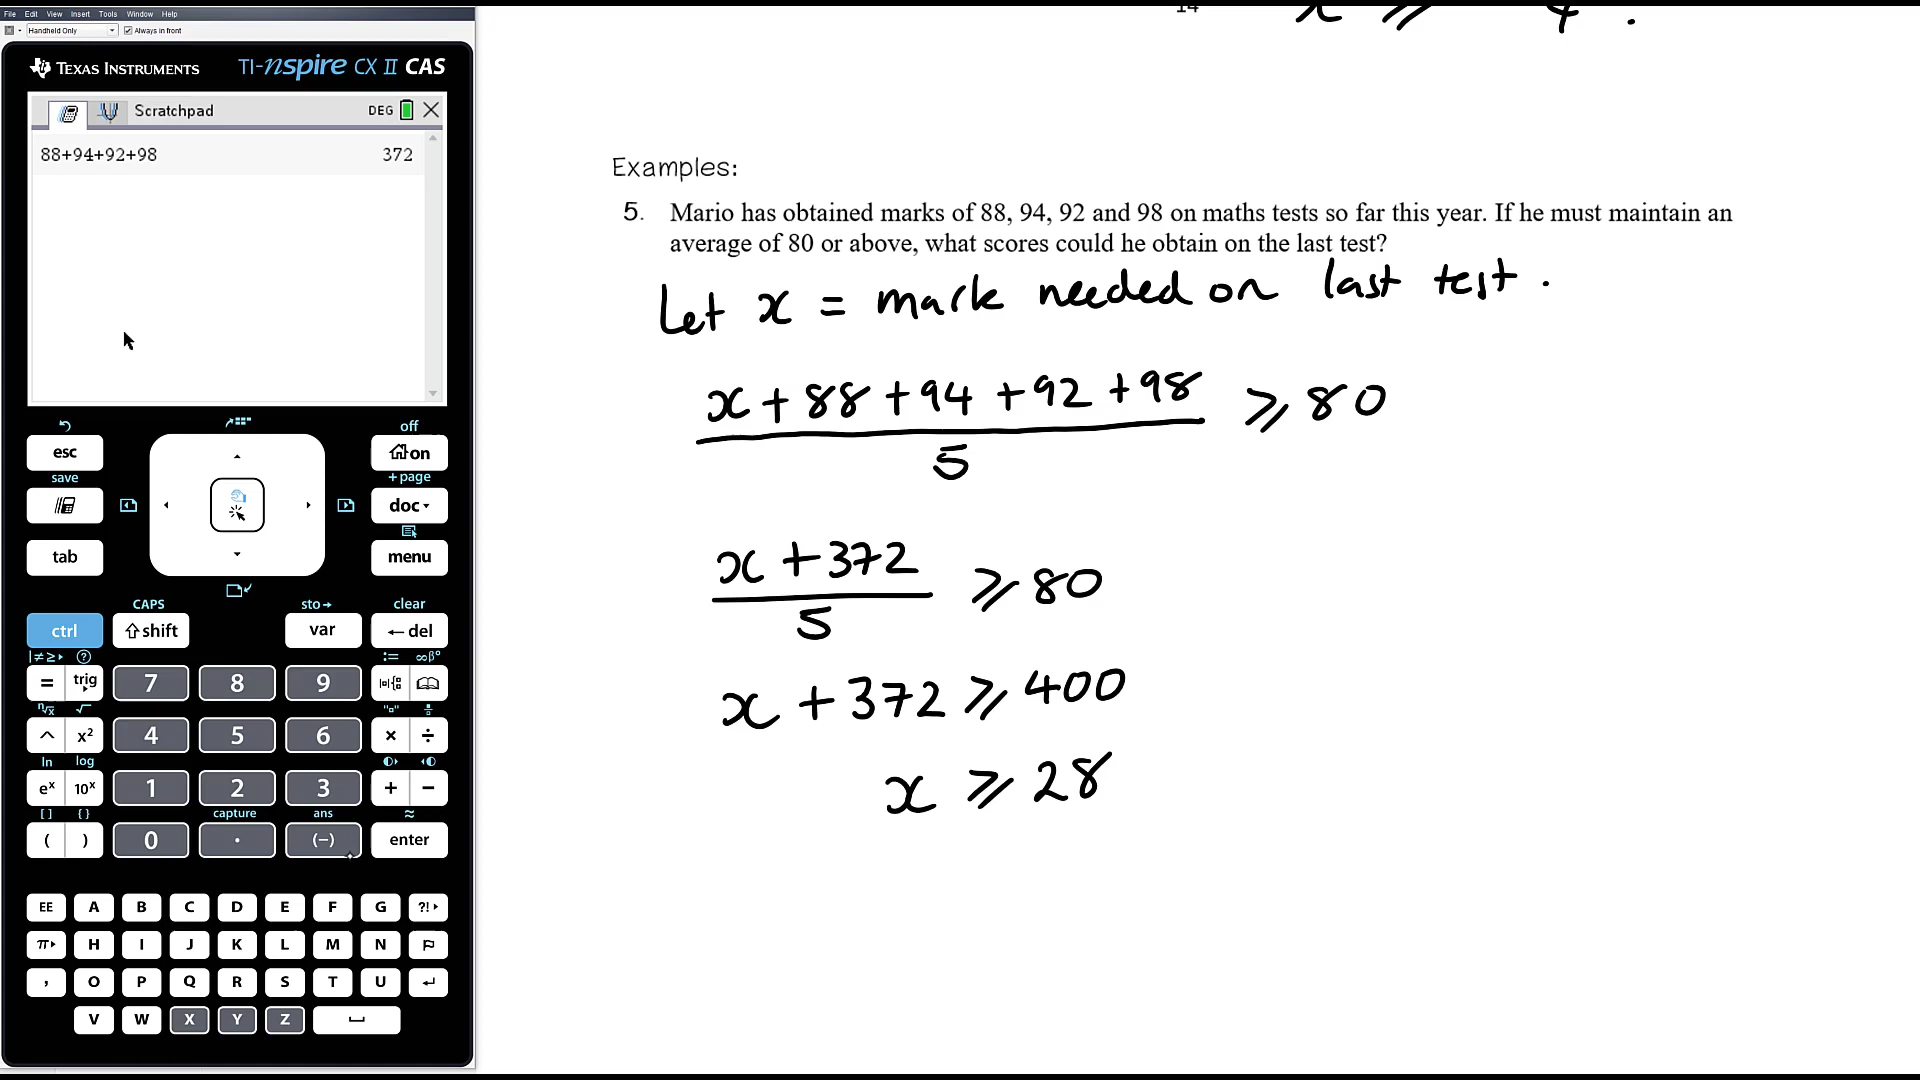 File Edit View Insert Tools Window Help
Handheld Only Always in front
TEXAS INSTRUMENTS TI-nspire CX II CAS
Scratchpad DEG
88+94+92+98 372
off
esc on
save + page
doc
tab menu
CAPS sto→ clear
ctrl ⇧shift var ←del
|≠≥▸ ? := ∞β°
= trig 7 8 9
ⁿ√x √ "▫"
^ x² 4 5 6 × ÷
ln log
eˣ 10ˣ 1 2 3 + −
[ ] { } capture ans ≈
( ) 0 . (−) enter
EE A B C D E F G ?!▸
π▸ H I J K L M N
, O P Q R S T U ↵
V W X Y Z
14 x ⩾ 4 .
Examples:
5. Mario has obtained marks of 88, 94, 92 and 98 on maths tests so far this year. If he must maintain an
average of 80 or above, what scores could he obtain on the last test?
Let x = mark needed on last test .
x + 88 + 94 + 92 + 98 ⩾ 80
5
x + 372 ⩾ 80
5
x + 372 ⩾ 400
x ⩾ 28